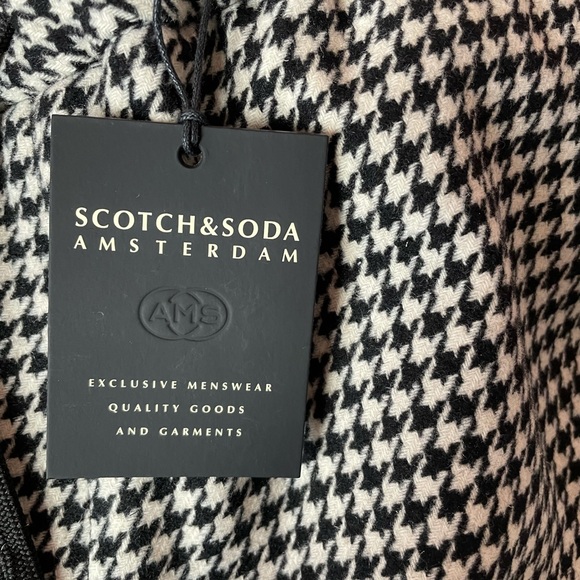 SCOTCH&SODA
AMSTERDAM
AMS
EXCLUSIVE MENSWEAR
QUALITY GOODS
AND GARMENTS